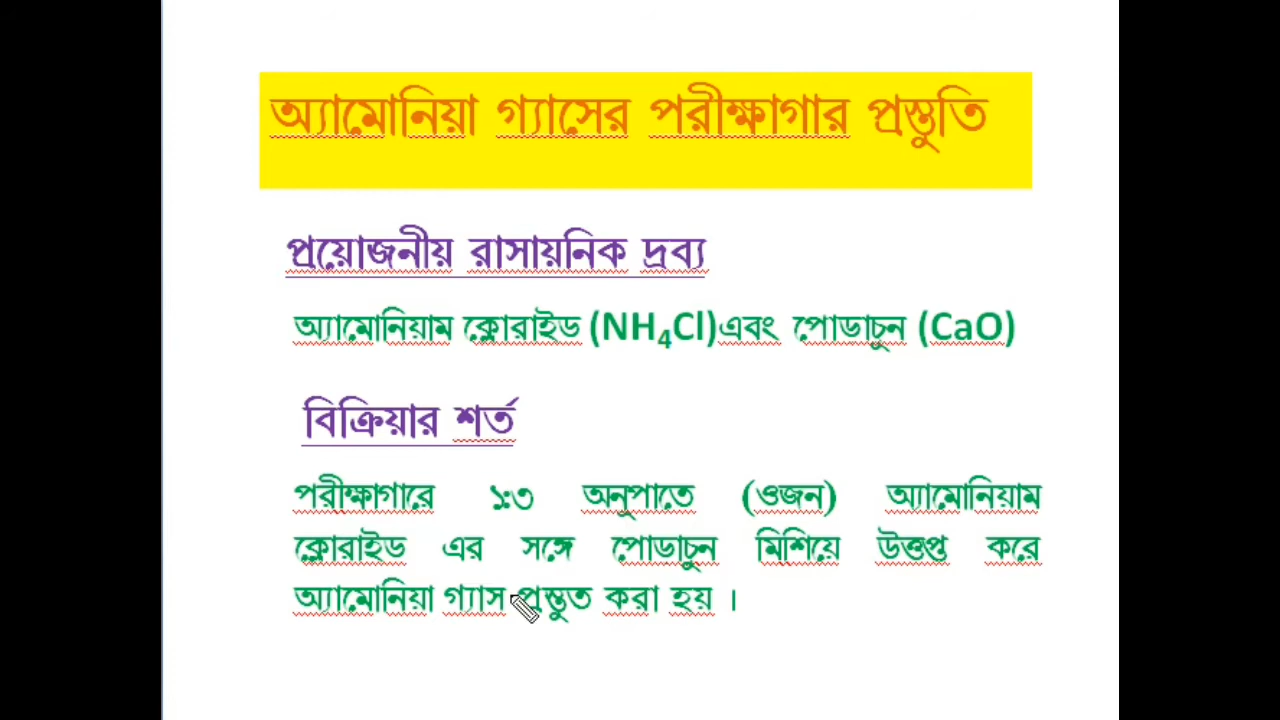 অ্যামোনিয়া গ্যাসের পরীক্ষাগার প্রস্তুতি
প্রয়োজনীয় রাসায়নিক দ্রব্য
অ্যামোনিয়াম ক্লোরাইড (NH₄Cl)এবং পোডাচুন (CaO)
বিক্রিয়ার শর্ত
পরীক্ষাগারে ১:৩ অনুপাতে (ওজন) অ্যামোনিয়াম
ক্লোরাইড এর সঙ্গে পোডাচুন মিশিয়ে উত্তপ্ত করে
অ্যামোনিয়া গ্যাস প্রস্তুত করা হয় ।